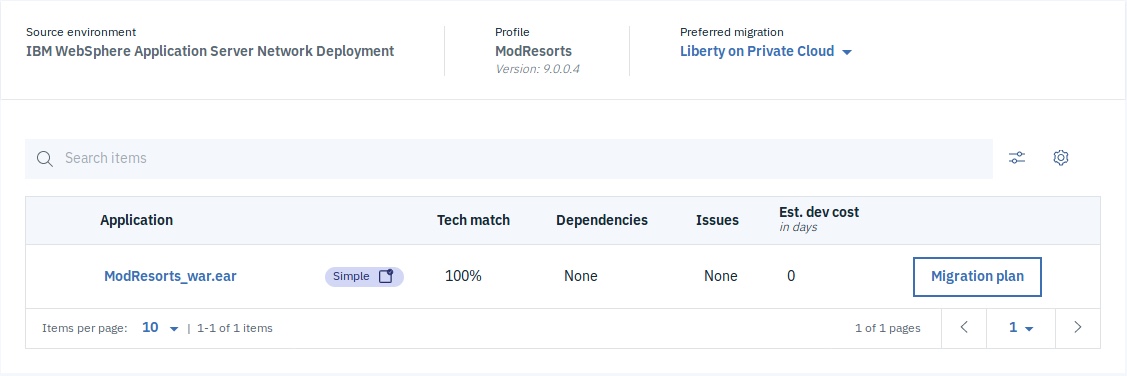 Source environment
IBM WebSphere Application Server Network Deployment
Profile
ModResorts
Version: 9.0.0.4
Preferred migration
Liberty on Private Cloud
Search items
Application Tech match Dependencies Issues Est. dev cost
in days
ModResorts_war.ear Simple 100% None None 0 Migration plan
Items per page: 10 | 1-1 of 1 items 1 of 1 pages 1